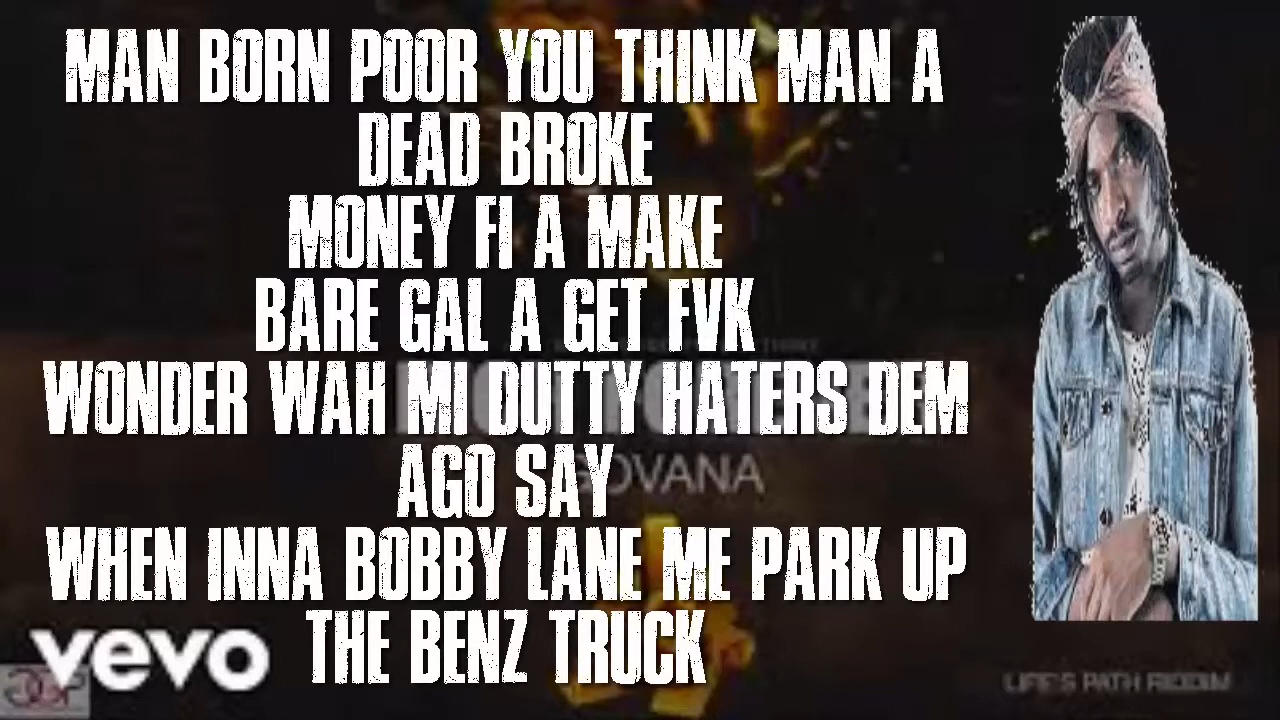 MAN BORN POOR YOU THINK MAN A
DEAD BROKE
MONEY FI A MAKE
BARE GAL A GET FVK
WONDER WAH MI DUTTY HATERS DEM
AGO SAY
GOVANA
WHEN INNA BOBBY LANE ME PARK UP
THE BENZ TRUCK
vevo
LIFE'S PATH RIDDIM